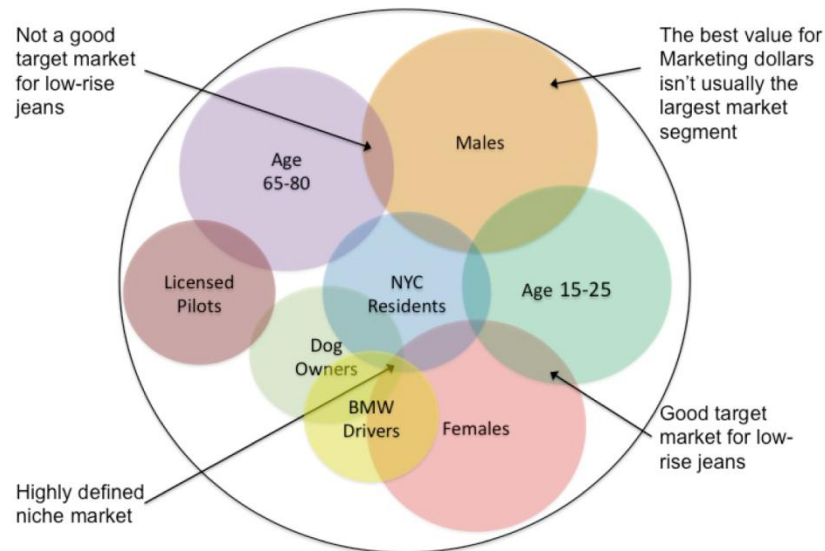 Not a good
target market
for low-rise
jeans
The best value for
Marketing dollars
isn't usually the
largest market
segment
Males
Age
65-80
Licensed
Pilots
NYC
Residents
Age 15-25
Dog
Owners
BMW
Drivers
Females
Good target
market for low-
rise jeans
Highly defined
niche market